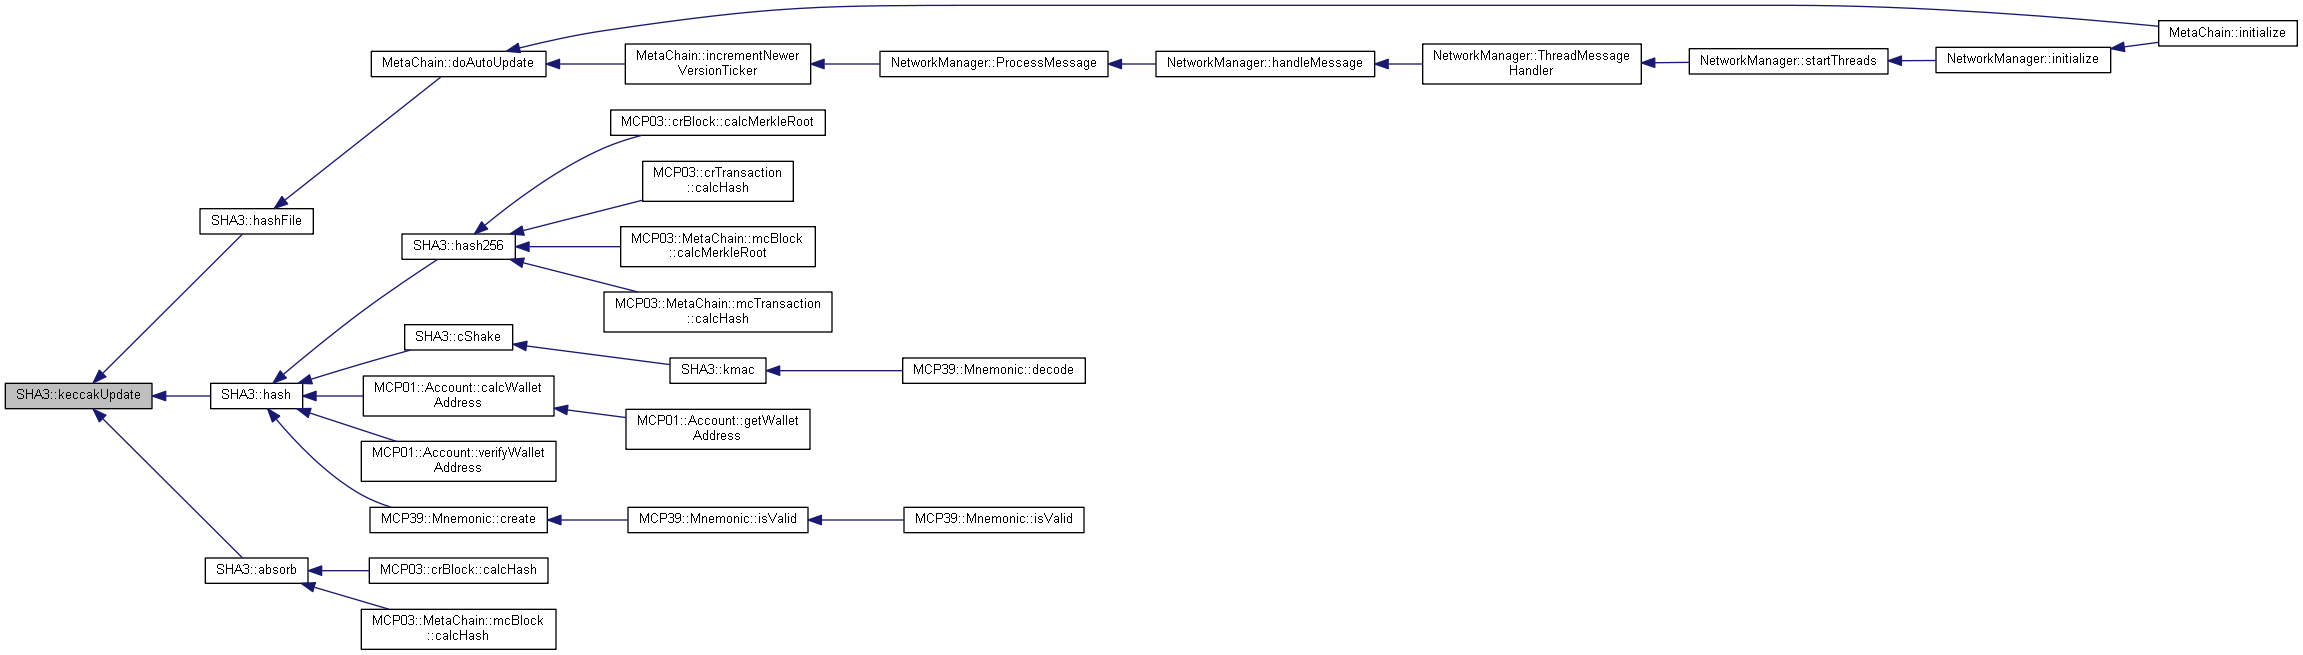 MetaChain::initialize
MetaChain::doAutoUpdate
MetaChain::incrementNewer
VersionTicker
NetworkManager::ProcessMessage
NetworkManager::handleMessage
NetworkManager::ThreadMessage
Handler
NetworkManager::startThreads
NetworkManager::initialize
MCP03::crBlock::calcMerkleRoot
MCP03::crTransaction
::calcHash
SHA3::hashFile
SHA3::hash256
MCP03::MetaChain::mcBlock
::calcMerkleRoot
MCP03::MetaChain::mcTransaction
::calcHash
SHA3::cShake
SHA3::kmac
MCP39::Mnemonic::decode
SHA3::keccakUpdate
SHA3::hash
MCP01::Account::calcWallet
Address
MCP01::Account::getWallet
Address
MCP01::Account::verifyWallet
Address
MCP39::Mnemonic::create
MCP39::Mnemonic::isValid
MCP39::Mnemonic::isValid
SHA3::absorb
MCP03::crBlock::calcHash
MCP03::MetaChain::mcBlock
::calcHash